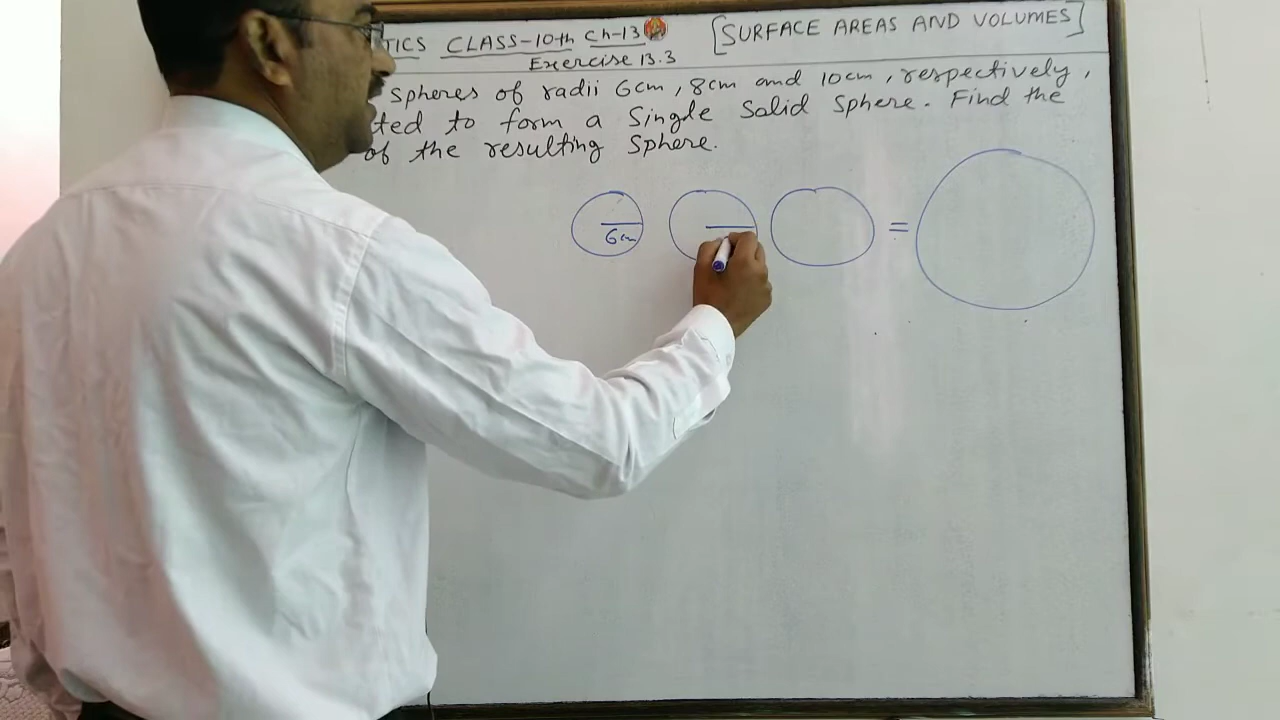 TICS CLASS-10th Ch-13 [SURFACE AREAS AND VOLUMES]
Exercise 13.3
spheres of radii 6cm, 8cm and 10cm, respectively,
ted to form a Single Solid Sphere. Find the
of the resulting Sphere.
6cm
=